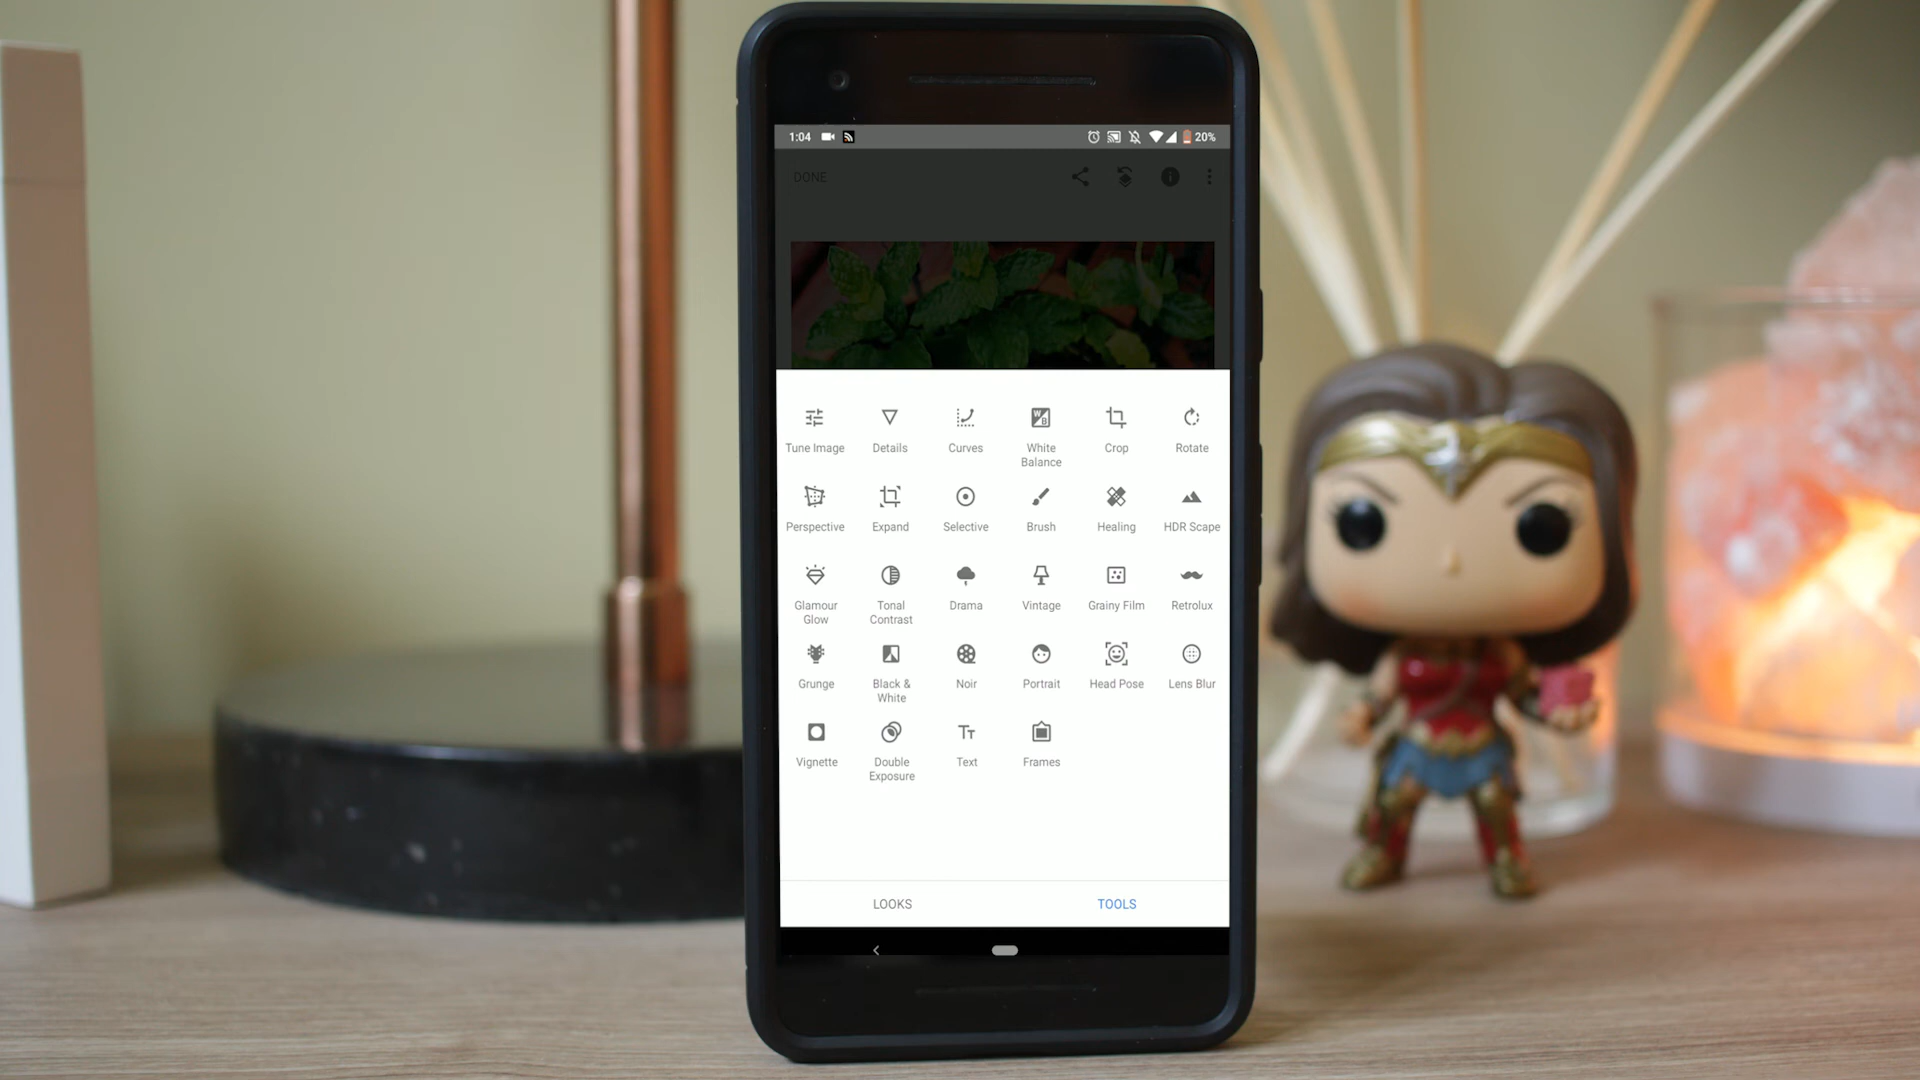 1:04 20%
DONE
Tune Image Details Curves White Balance Crop Rotate
Perspective Expand Selective Brush Healing HDR Scape
Glamour Glow Tonal Contrast Drama Vintage Grainy Film Retrolux
Grunge Black & White Noir Portrait Head Pose Lens Blur
Vignette Double Exposure Text Frames
LOOKS TOOLS